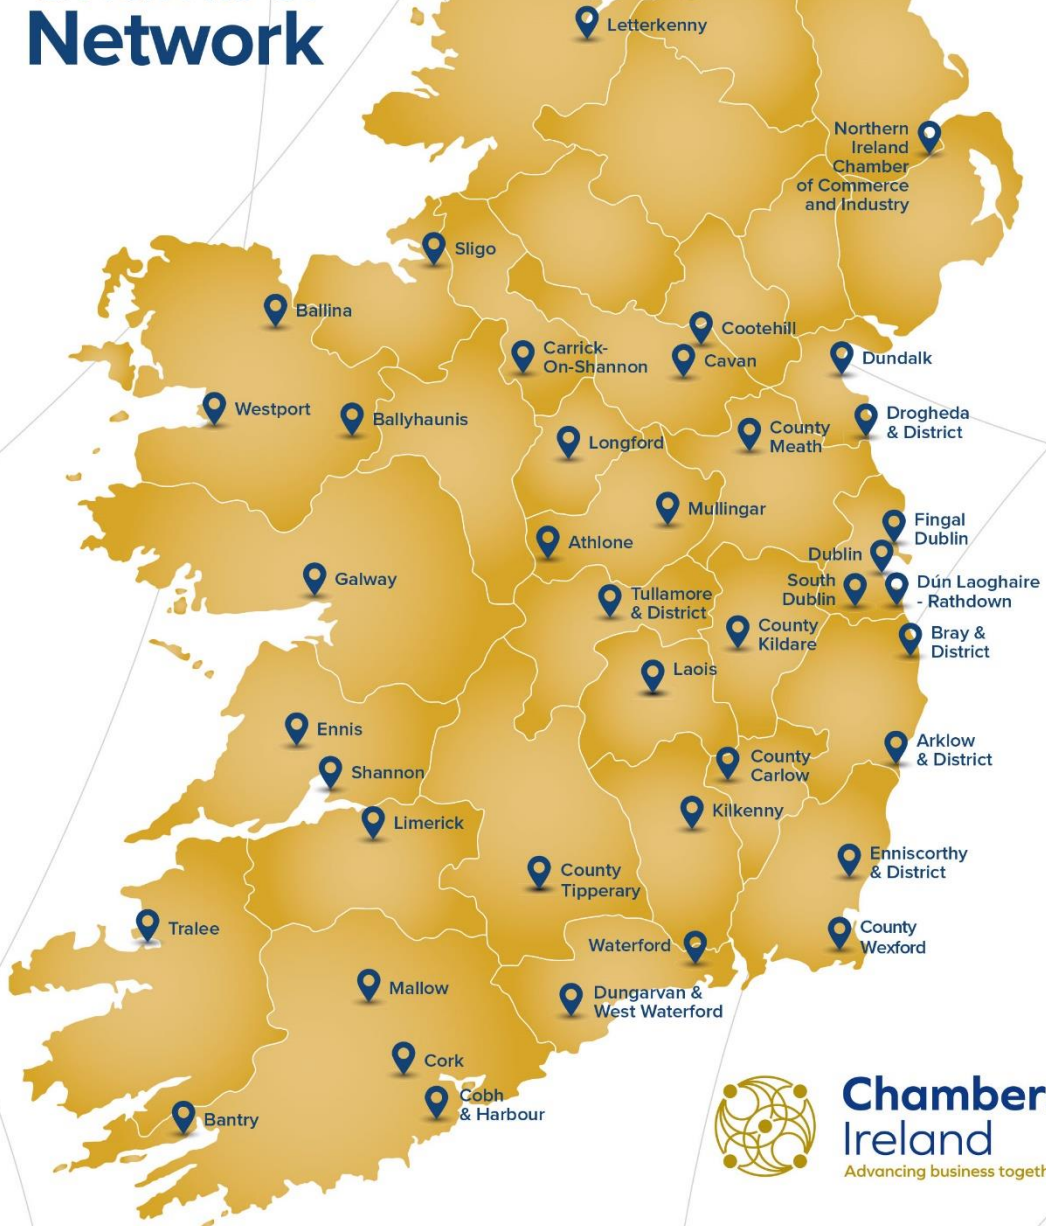 Network
Letterkenny
Northern
Ireland
Chamber
of Commerce
and Industry
Sligo
Ballina
Cootehill
Carrick-
On-Shannon
Cavan
Dundalk
Westport
Ballyhaunis
Drogheda
& District
County
Meath
Longford
Mullingar
Fingal
Dublin
Athlone
Dublin
Galway
South
Dublin
Dún Laoghaire
- Rathdown
Tullamore
& District
County
Kildare
Bray &
District
Laois
Ennis
Arklow
& District
Shannon
County
Carlow
Kilkenny
Limerick
Enniscorthy
& District
County
Tipperary
Tralee
County
Wexford
Waterford
Mallow
Dungarvan &
West Waterford
Cork
Cobh
& Harbour
Bantry
Chamber
Ireland
Advancing business togeth